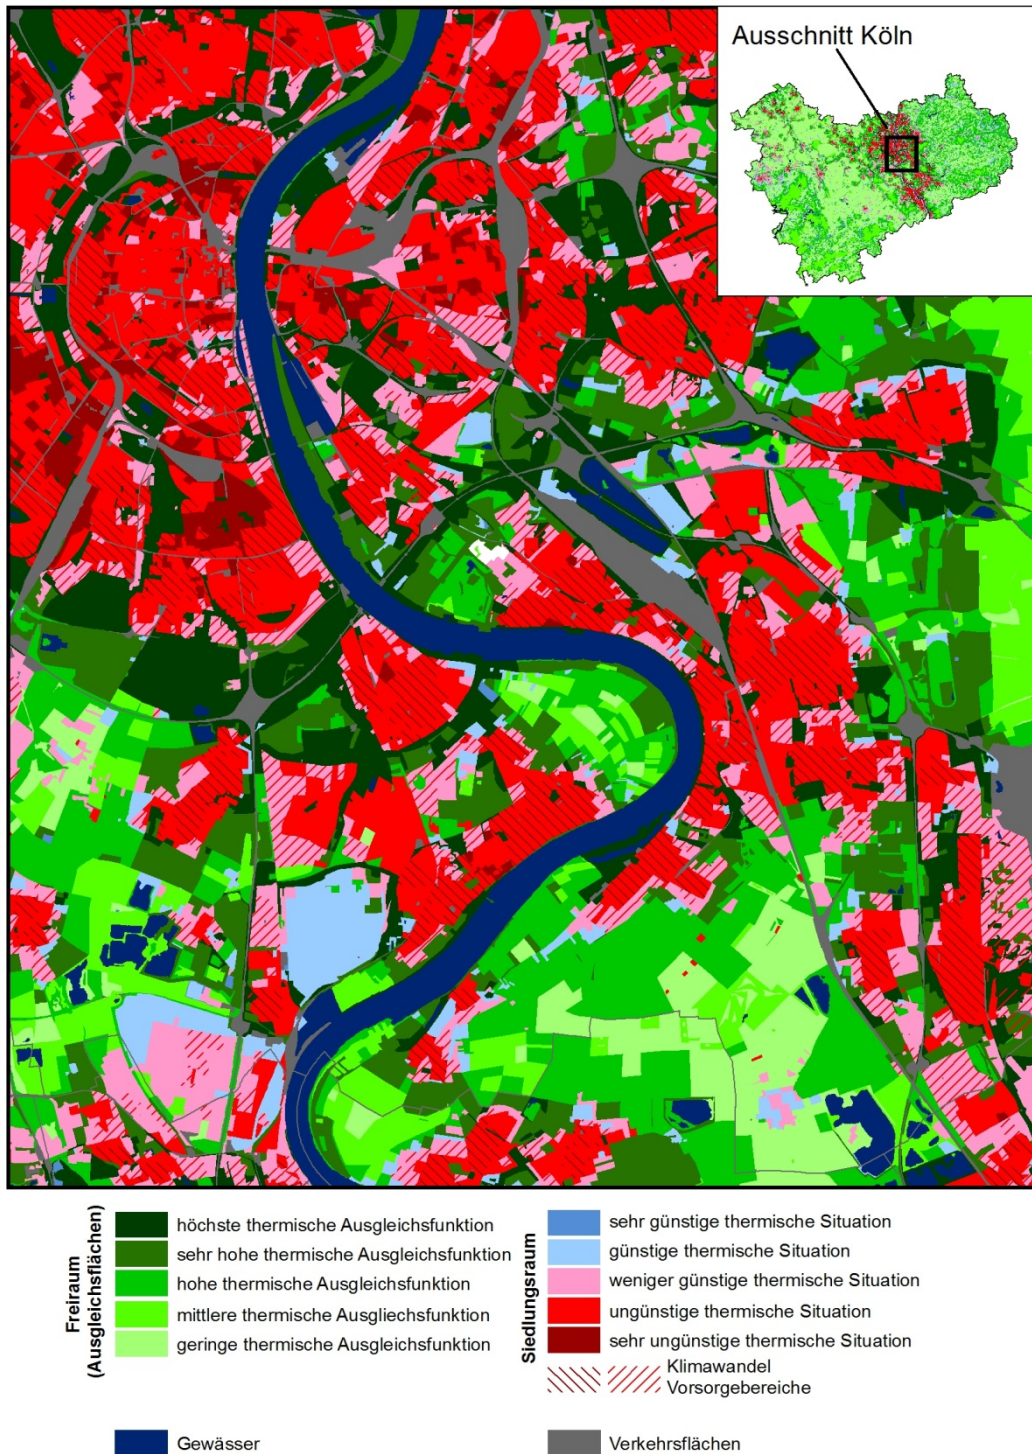 Ausschnitt Köln
Freiraum
(Ausgleichsflächen)
höchste thermische Ausgleichsfunktion
sehr hohe thermische Ausgleichsfunktion
hohe thermische Ausgleichsfunktion
mittlere thermische Ausgliechsfunktion
geringe thermische Ausgleichsfunktion
Gewässer
Siedlungsraum
sehr günstige thermische Situation
günstige thermische Situation
weniger günstige thermische Situation
ungünstige thermische Situation
sehr ungünstige thermische Situation
Klimawandel
Vorsorgebereiche
Verkehrsflächen